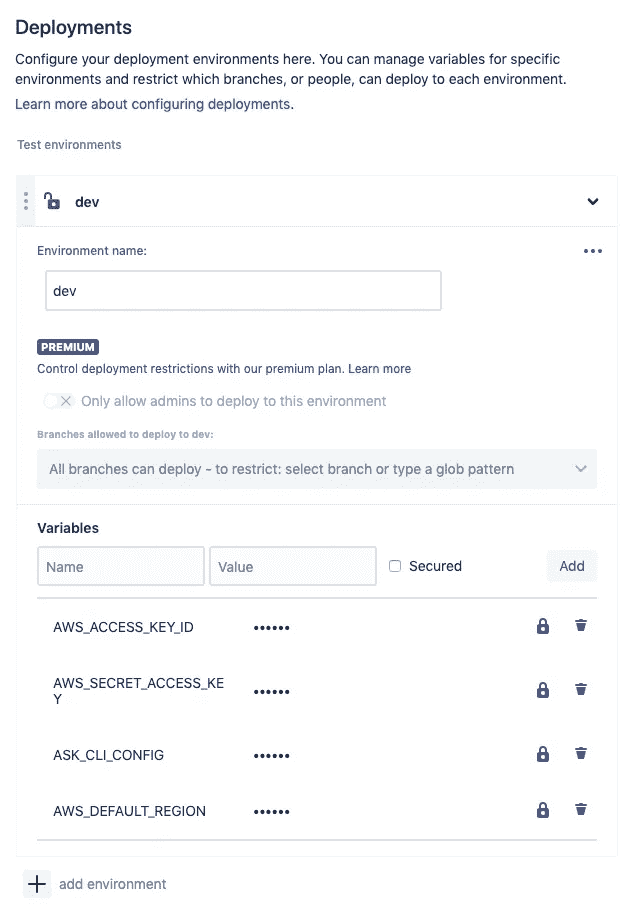 Deployments
Configure your deployment environments here. You can manage variables for specific
environments and restrict which branches, or people, can deploy to each environment.
Learn more about configuring deployments.
Test environments
dev
Environment name:
dev
PREMIUM
Control deployment restrictions with our premium plan. Learn more
Only allow admins to deploy to this environment
Branches allowed to deploy to dev:
All branches can deploy - to restrict: select branch or type a glob pattern
Variables
Name Value Secured Add
AWS_ACCESS_KEY_ID ••••••
AWS_SECRET_ACCESS_KE ••••••
Y
ASK_CLI_CONFIG ••••••
AWS_DEFAULT_REGION ••••••
add environment